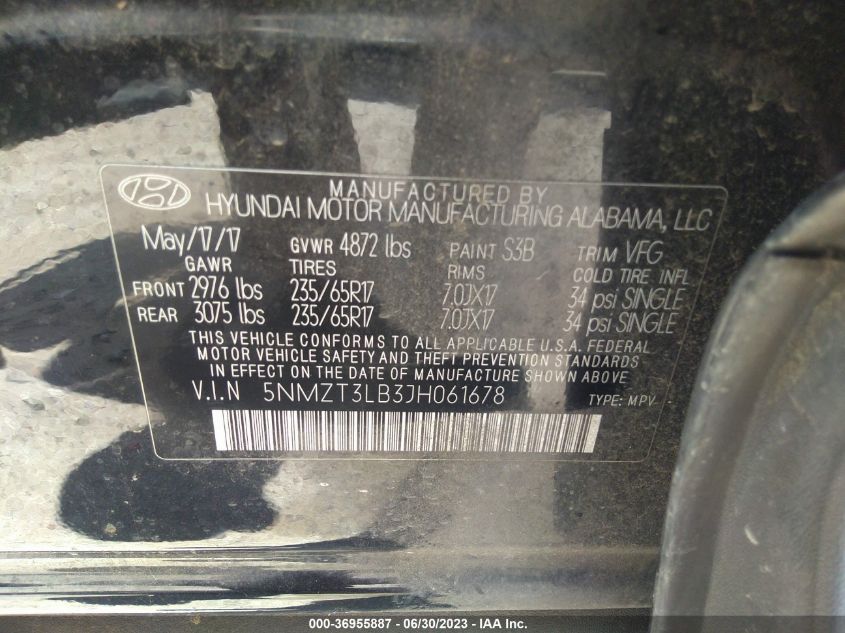 MANUFACTURED BY
HYUNDAI MOTOR MANUFACTURING ALABAMA, LLC
May/17/17 GVWR 4872 lbs PAINT S3B TRIM VFG
GAWR TIRES RIMS COLD TIRE INFL
FRONT 2976 lbs 235/65R17 7.0JX17 34 psi SINGLE
REAR 3075 lbs 235/65R17 7.0JX17 34 psi SINGLE
THIS VEHICLE CONFORMS TO ALL APPLICABLE U.S.A. FEDERAL
MOTOR VEHICLE SAFETY AND THEFT PREVENTION STANDARDS
IN EFFECT ON THE DATE OF MANUFACTURE SHOWN ABOVE
V.I.N 5NMZT3LB3JH061678 TYPE: MPV
000-36955887 - 06/30/2023 - IAA Inc.